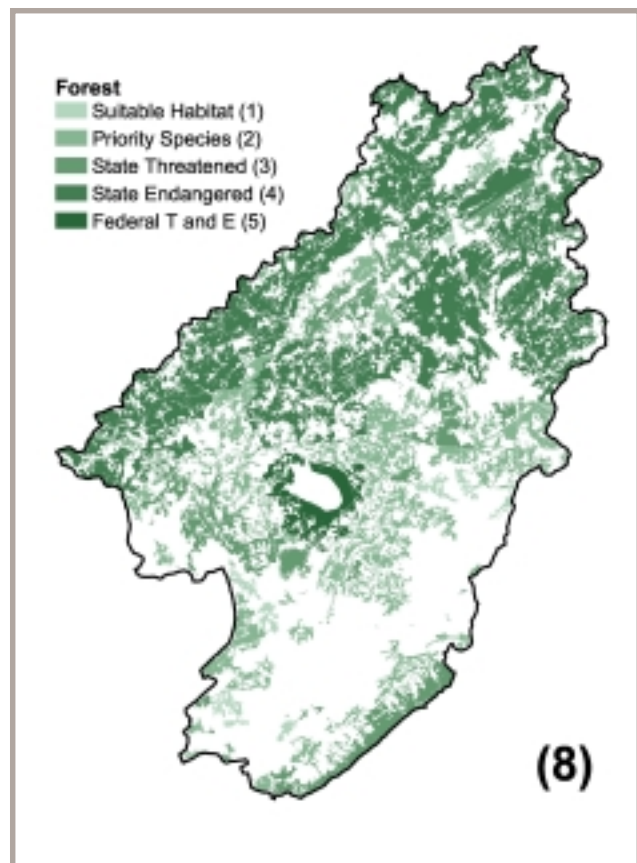 Forest
Suitable Habitat (1)
Priority Species (2)
State Threatened (3)
State Endangered (4)
Federal T and E (5)
(8)